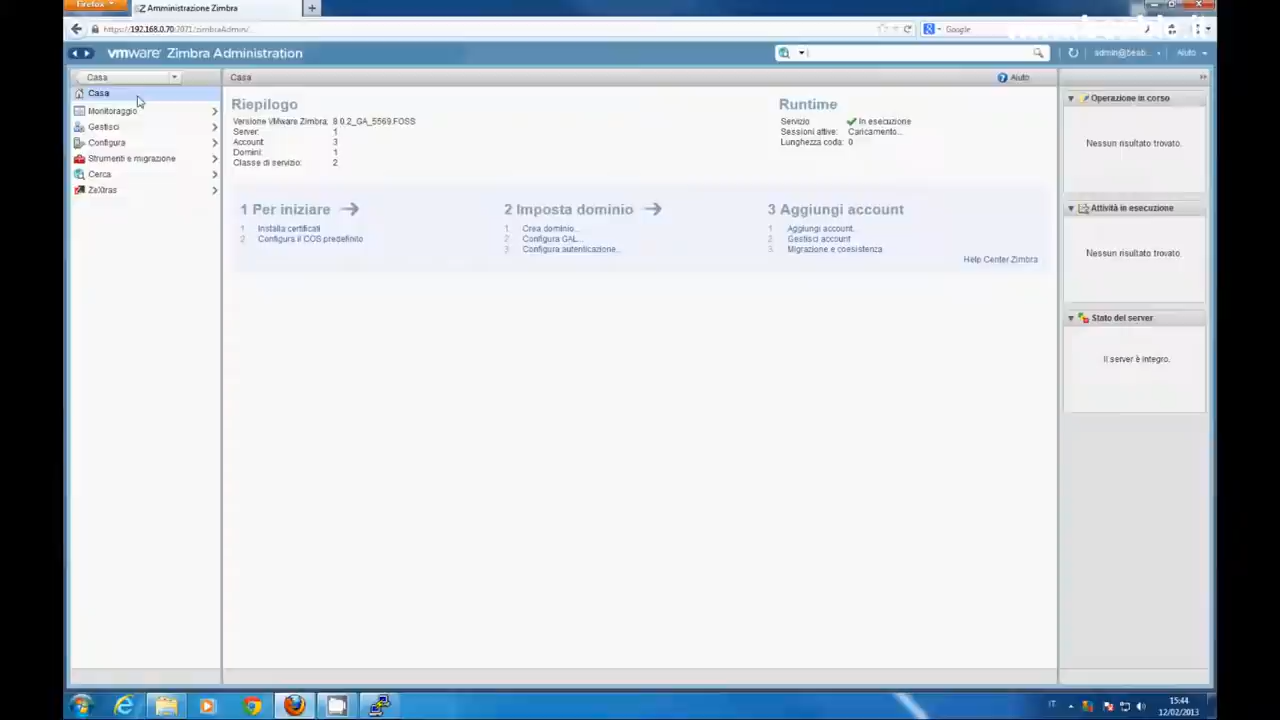 Firefox
Amministrazione Zimbra
https://192.168.0.70:7071/zimbraAdmin/
Google
vmware Zimbra Administration
admin@beab...
Aiuto
Casa
Casa
Aiuto
Casa
Monitoraggio
Gestisci
Configura
Strumenti e migrazione
Cerca
ZeXtras
Riepilogo
Versione VMware Zimbra: 8.0.2_GA_5569.FOSS
Server: 1
Account 3
Domini: 1
Classe di servizio: 2
Runtime
Servizio In esecuzione
Sessioni attive: Caricamento...
Lunghezza coda: 0
1 Per iniziare
1 Installa certificati
2 Configura il COS predefinito
2 Imposta dominio
1 Crea dominio...
2 Configura GAL...
3 Configura autenticazione...
3 Aggiungi account
1 Aggiungi account.
2 Gestisci account
3 Migrazione e coesistenza
Help Center Zimbra
Operazione in corso
Nessun risultato trovato.
Attività in esecuzione
Nessun risultato trovato.
Stato del server
Il server è integro.
IT
15:44
12/02/2013